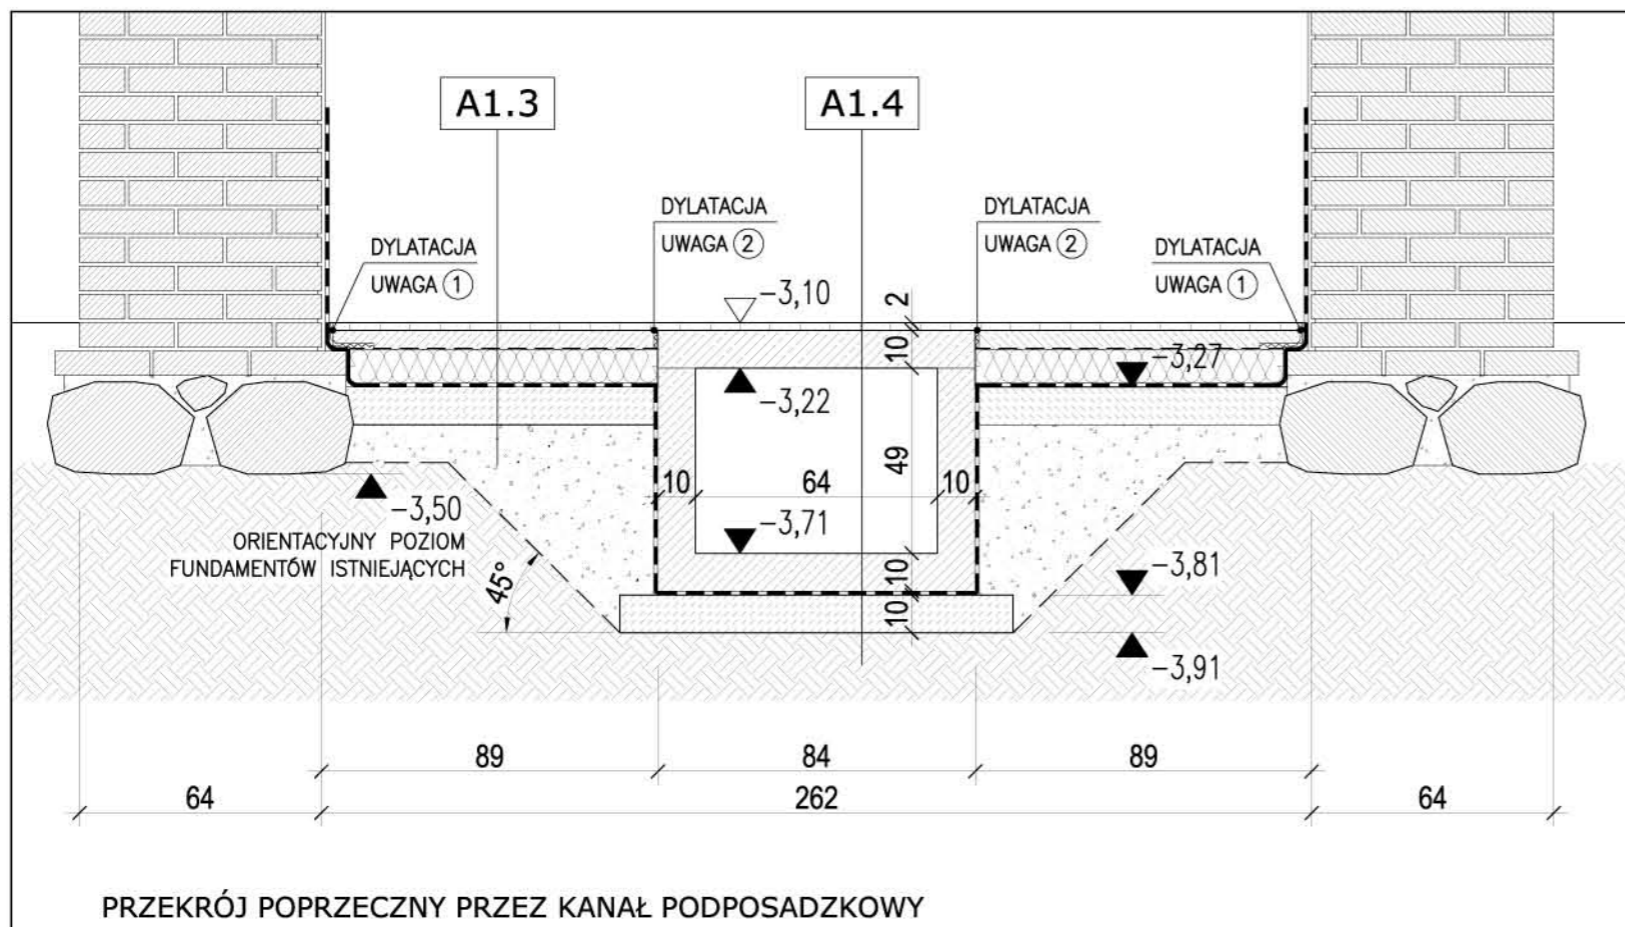 A1.3
A1.4
DYLATACJA
UWAGA 2
DYLATACJA
UWAGA 2
DYLATACJA
UWAGA 1
DYLATACJA
UWAGA 1
-3,10
2
10
-3,27
-3,22
49
10
64
10
-3,50
ORIENTACYJNY POZIOM
FUNDAMENTÓW ISTNIEJĄCYCH
-3,71
45°
10
10
-3,81
-3,91
89
84
89
64
262
64
PRZEKRÓJ POPRZECZNY PRZEZ KANAŁ PODPOSADZKOWY